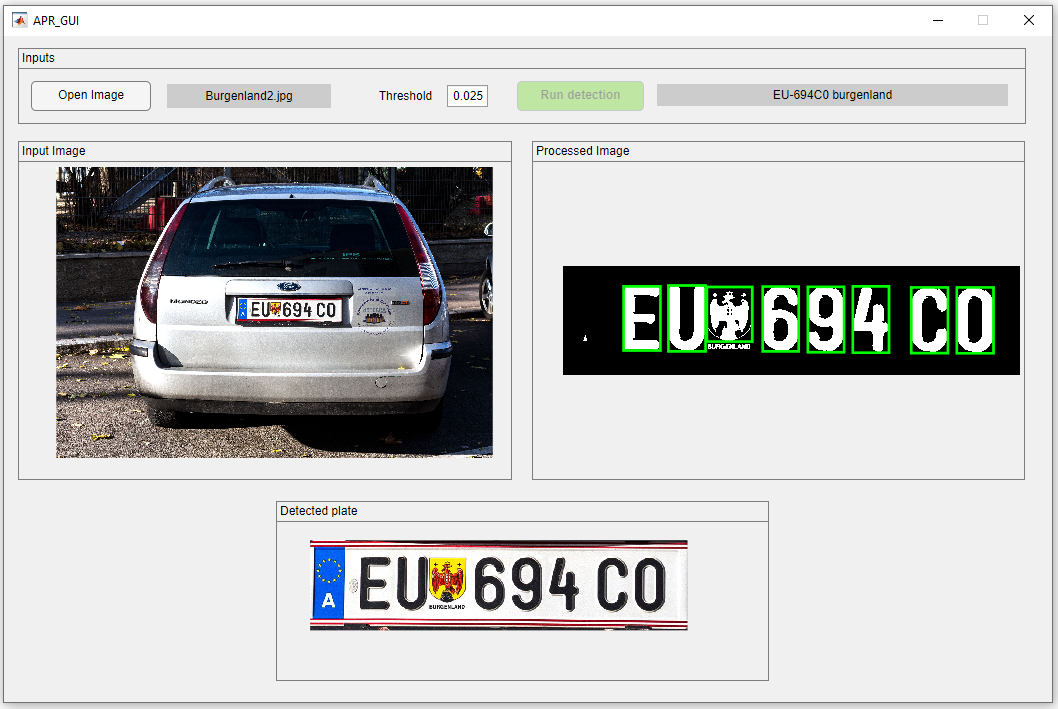 APR_GUI
Inputs
Open Image
Burgenland2.jpg
Threshold
0.025
Run detection
EU-694C0 burgenland
Input Image
MONDEO
EU 694 CO
Processed Image
EU 694 CO
BURGENLAND
Detected plate
A
EU 694 CO
BURGENLAND